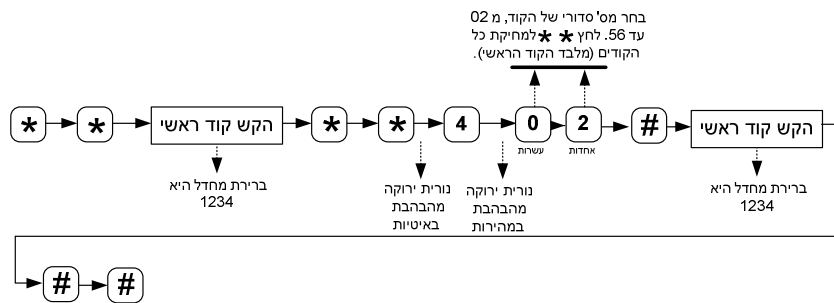 בחר מס' סדורי של הקוד, מ 02
עד 56. לחץ * * למחיקת כל
הקודים (מלבד הקוד הראשי).
* * הקש קוד ראשי * * 4 0 2 # הקש קוד ראשי
עשרות אחדות
ברירת מחדל היא
1234
נורית ירוקה
מהבהבת
באיטיות
נורית ירוקה
מהבהבת
במהירות
ברירת מחדל היא
1234
# #